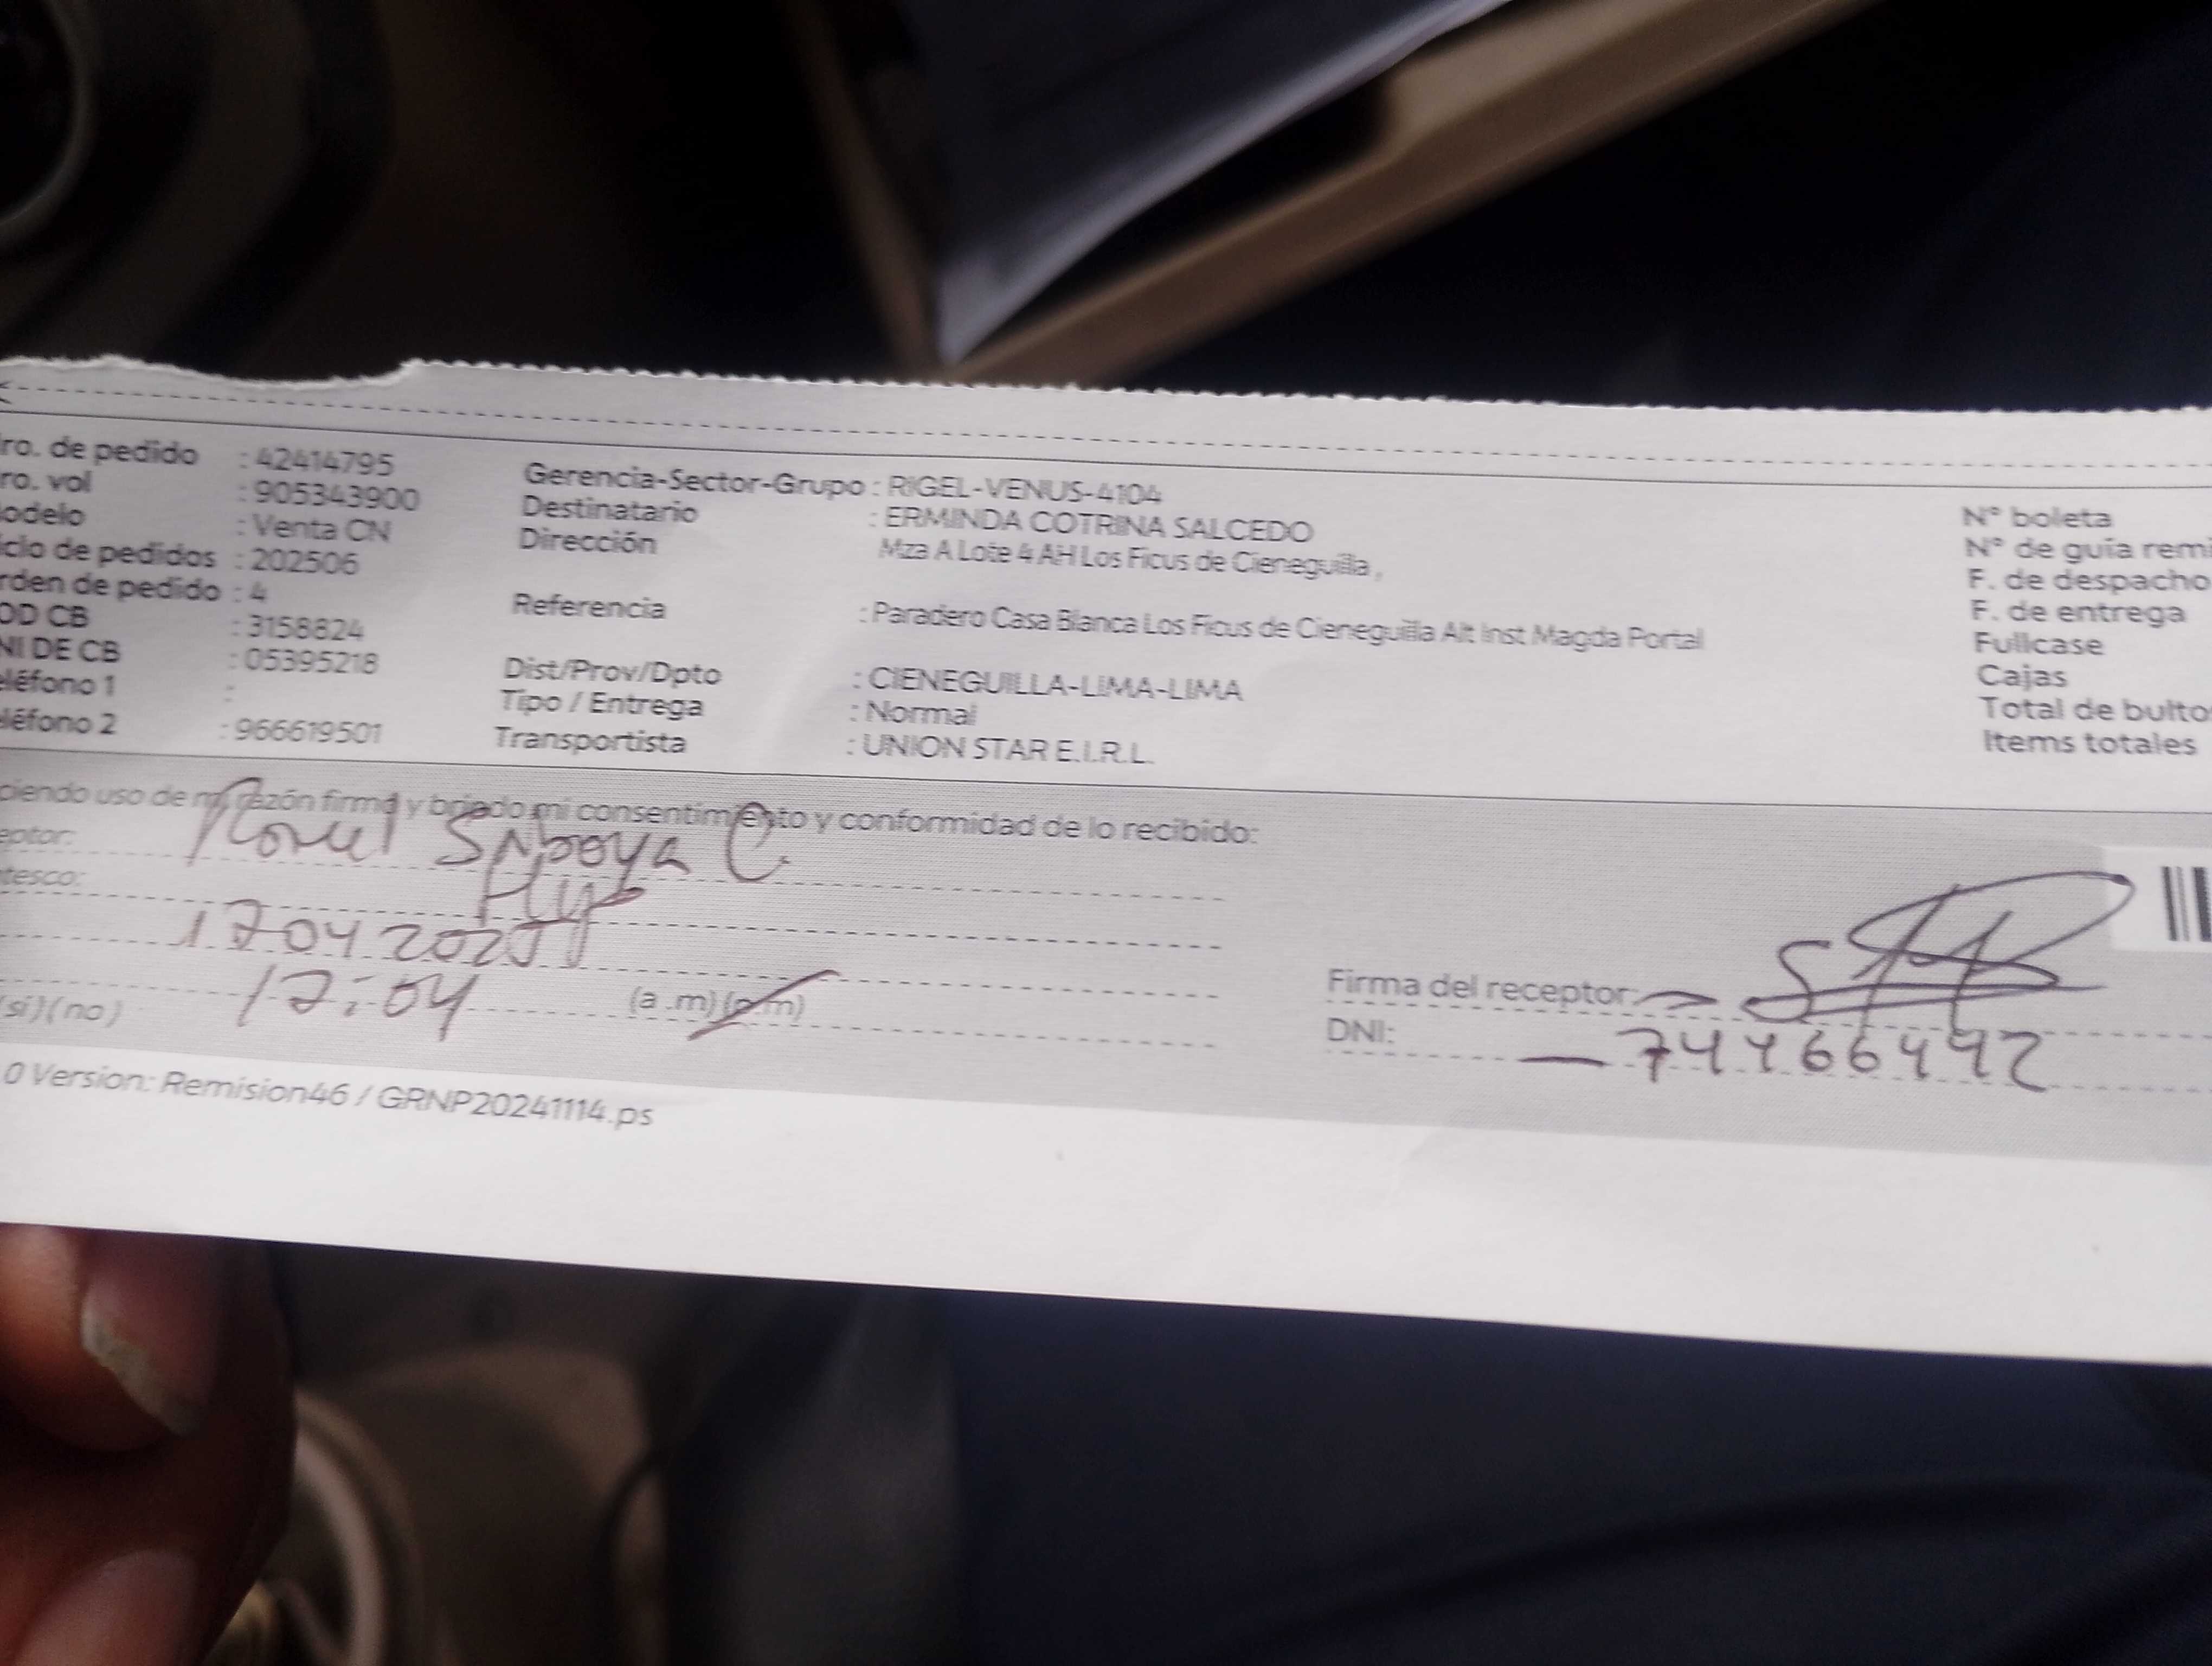 ro. de pedido : 42414795
ro. vol : 905343900
odelo : Venta CN
iclo de pedidos : 202506
rden de pedido : 4
OD CB : 3158824
NI DE CB : 05395218
eléfono 1 :
eléfono 2 : 966619501
Gerencia-Sector-Grupo : RIGEL-VENUS-4104
Destinatario : ERMINDA COTRINA SALCEDO
Dirección Mza A Lote 4 AH Los Ficus de Cieneguilla ,
Referencia : Paradero Casa Blanca Los Ficus de Cieneguilla Alt Inst Magda Portal
Dist/Prov/Dpto : CIENEGUILLA-LIMA-LIMA
Tipo / Entrega : Normal
Transportista : UNION STAR E.I.R.L.
N° boleta
N° de guía remi
F. de despacho
F. de entrega
Fullcase
Cajas
Total de bulto
Items totales
ciendo uso de mi razón firma y briado mi consentimiento y conformidad de lo recibido:
eptor: Saboya C.
tesco:
17 04 2025
(si)(no) 17:04 (a .m)(p.m)
Firma del receptor:
DNI: 74466442
0 Version: Remision46 / GRNP20241114.ps